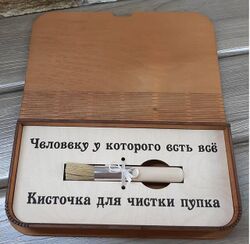 Человеку у которого есть всё
Кисточка для чистки пупка